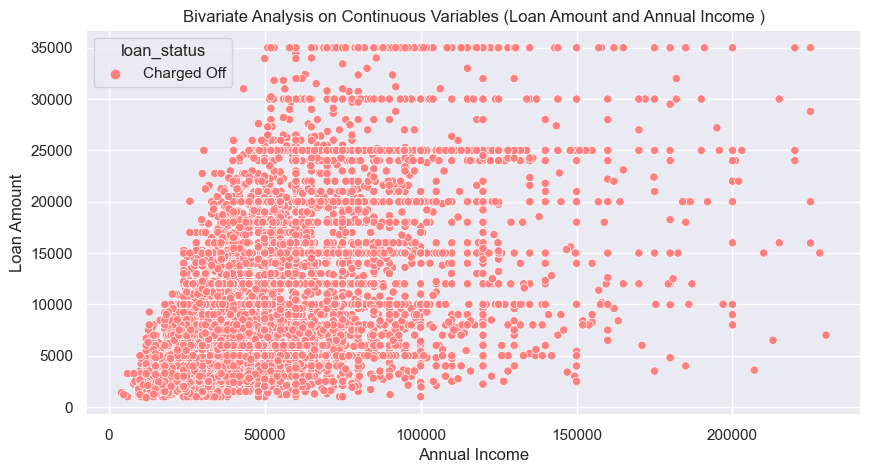 Bivariate Analysis on Continuous Variables (Loan Amount and Annual Income )
loan_status
Charged Off
35000
30000
25000
20000
15000
10000
5000
0
Loan Amount
0
50000
100000
150000
200000
Annual Income